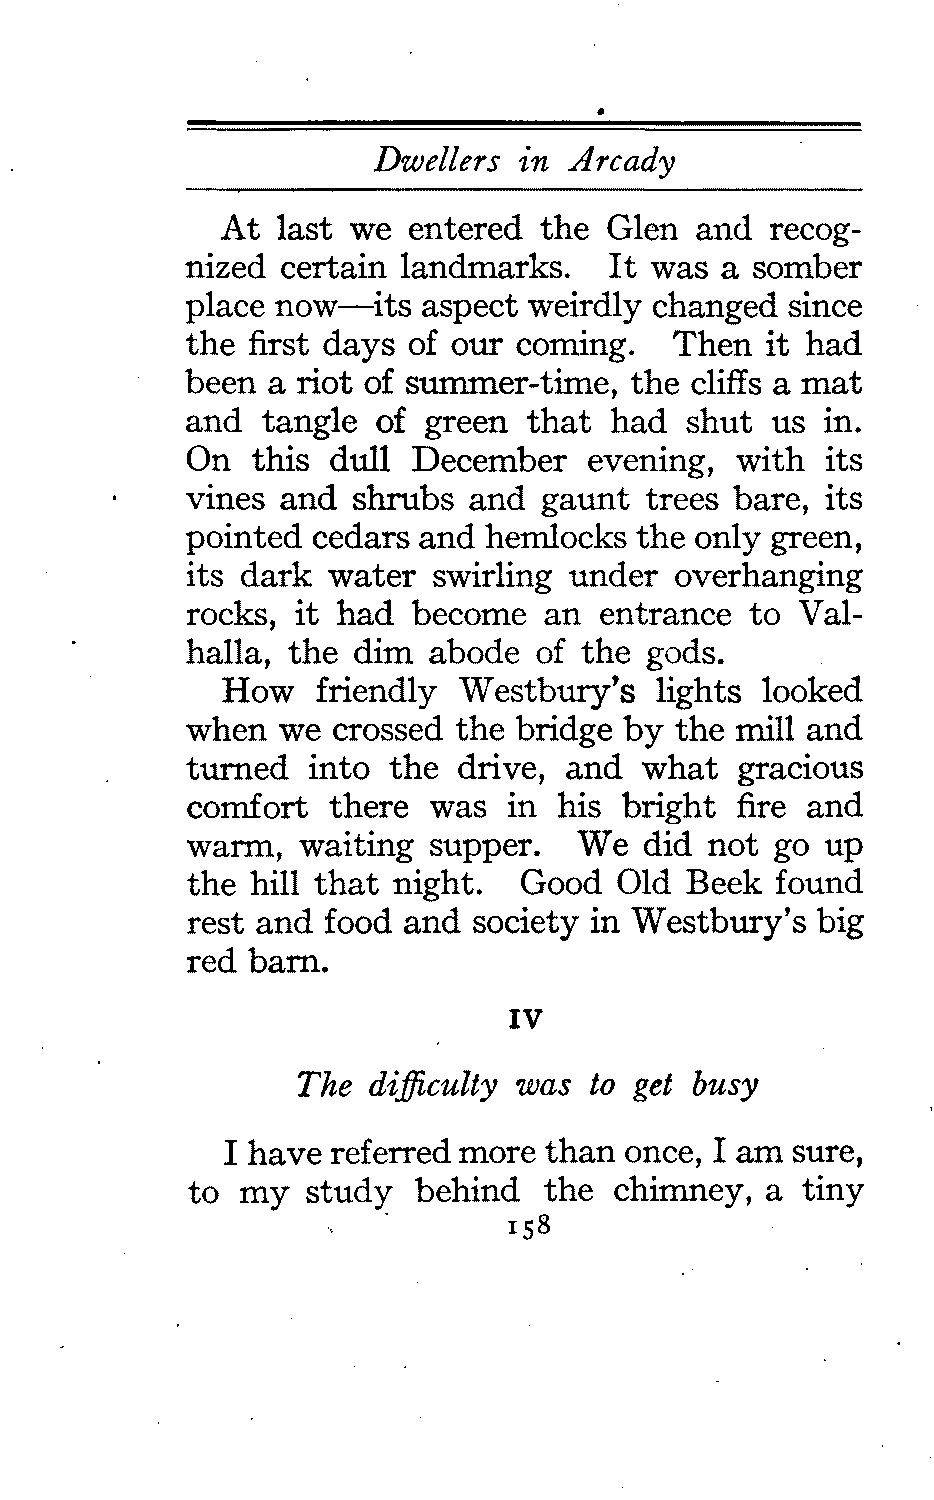 Dwellers in Arcady
At last we entered the Glen and recog-
nized certain landmarks. It was a somber
place now—its aspect weirdly changed since
the first days of our coming. Then it had
been a riot of summer-time, the cliffs a mat
and tangle of green that had shut us in.
On this dull December evening, with its
vines and shrubs and gaunt trees bare, its
pointed cedars and hemlocks the only green,
its dark water swirling under overhanging
rocks, it had become an entrance to Val-
halla, the dim abode of the gods.
How friendly Westbury's lights looked
when we crossed the bridge by the mill and
turned into the drive, and what gracious
comfort there was in his bright fire and
warm, waiting supper. We did not go up
the hill that night. Good Old Beek found
rest and food and society in Westbury's big
red barn.
IV
The difficulty was to get busy
I have referred more than once, I am sure,
to my study behind the chimney, a tiny
158